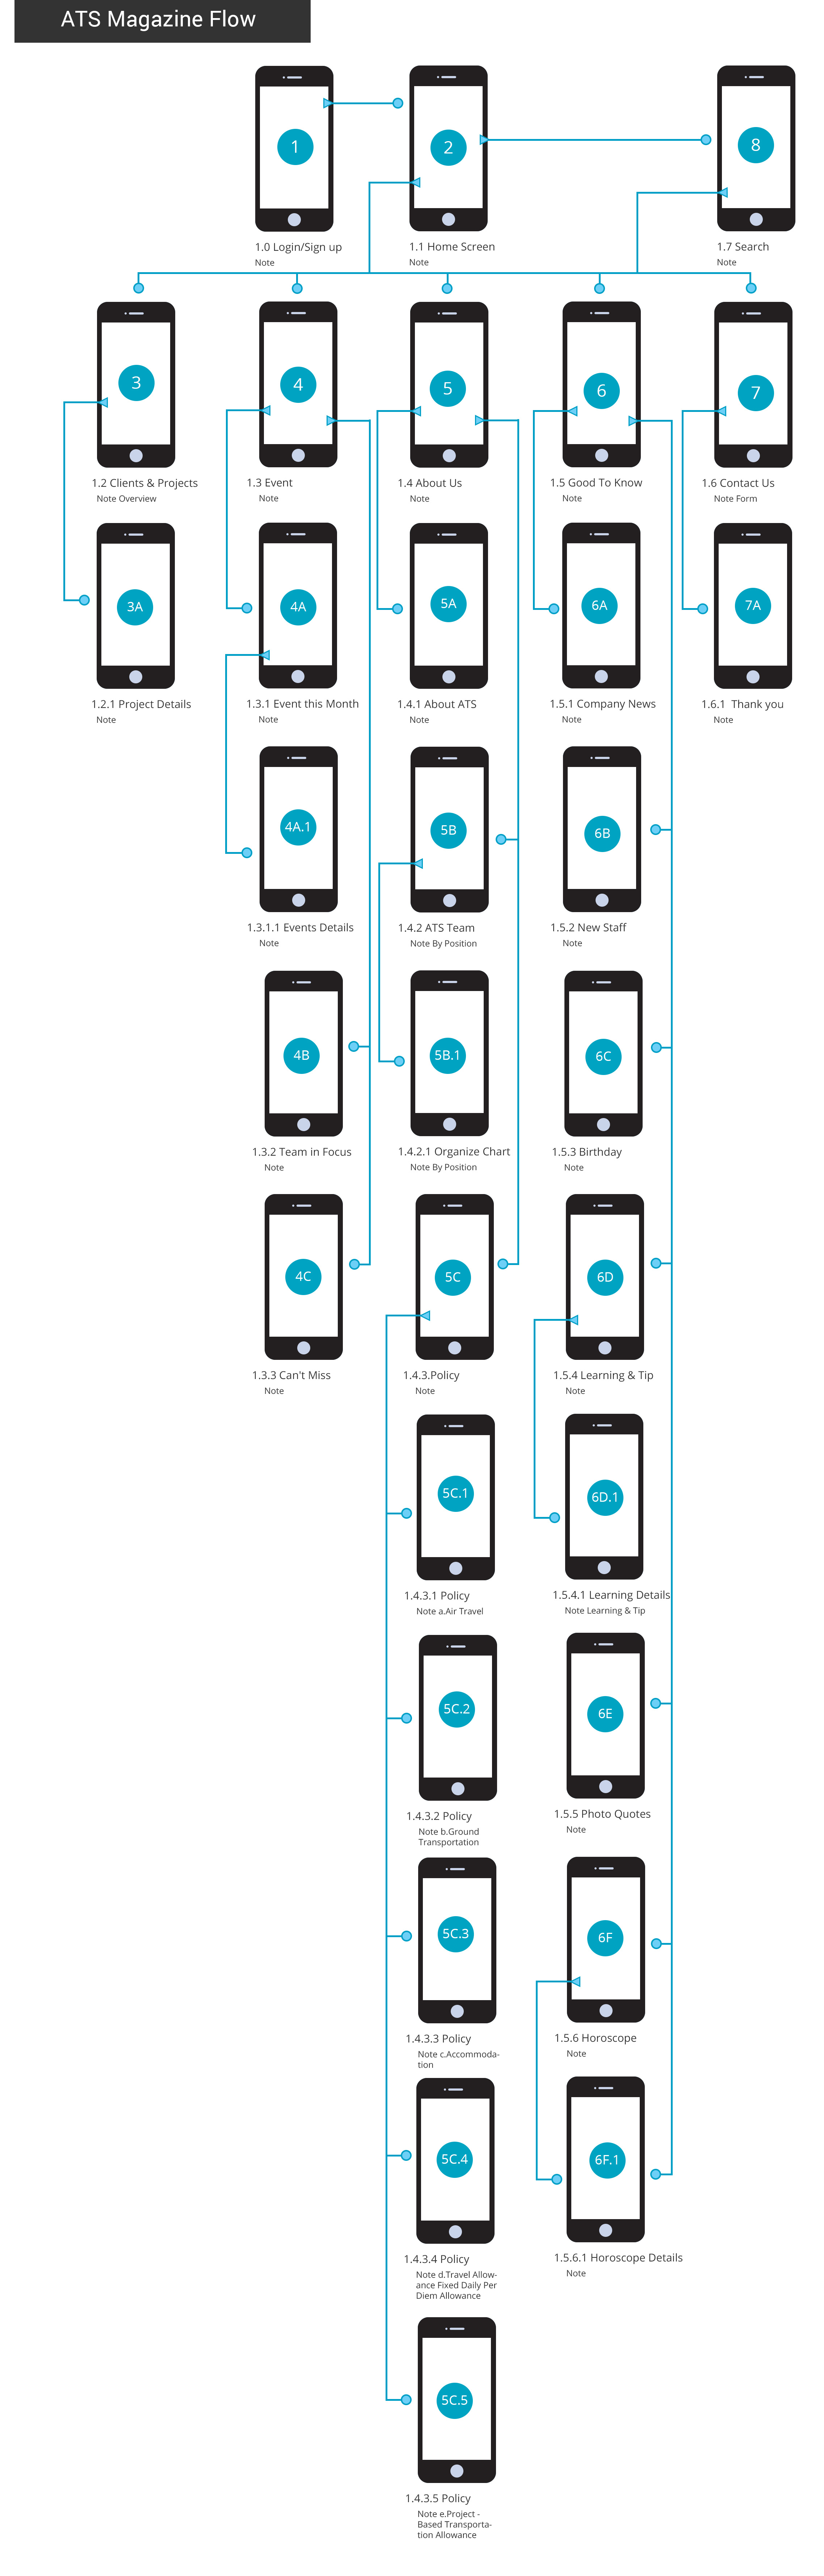 ATS Magazine Flow
1
2
8
1.0 Login/Sign up
Note
1.1 Home Screen
Note
1.7 Search
Note
3
4
5
6
7
1.2 Clients & Projects
Note Overview
1.3 Event
Note
1.4 About Us
Note
1.5 Good To Know
Note
1.6 Contact Us
Note Form
3A
4A
5A
6A
7A
1.2.1 Project Details
Note
1.3.1 Event this Month
Note
1.4.1 About ATS
Note
1.5.1 Company News
Note
1.6.1 Thank you
Note
4A.1
5B
6B
1.3.1.1 Events Details
Note
1.4.2 ATS Team
Note By Position
1.5.2 New Staff
Note
4B
5B.1
6C
1.3.2 Team in Focus
Note
1.4.2.1 Organize Chart
Note By Position
1.5.3 Birthday
Note
4C
5C
6D
1.3.3 Can't Miss
Note
1.4.3.Policy
Note
1.5.4 Learning & Tip
Note
5C.1
6D.1
1.4.3.1 Policy
Note a.Air Travel
1.5.4.1 Learning Details
Note Learning & Tip
5C.2
6E
1.4.3.2 Policy
Note b.Ground
Transportation
1.5.5 Photo Quotes
Note
5C.3
6F
1.4.3.3 Policy
Note c.Accommoda-
tion
1.5.6 Horoscope
Note
5C.4
6F.1
1.4.3.4 Policy
Note d.Travel Allow-
ance Fixed Daily Per
Diem Allowance
1.5.6.1 Horoscope Details
Note
5C.5
1.4.3.5 Policy
Note e.Project -
Based Transporta-
tion Allowance